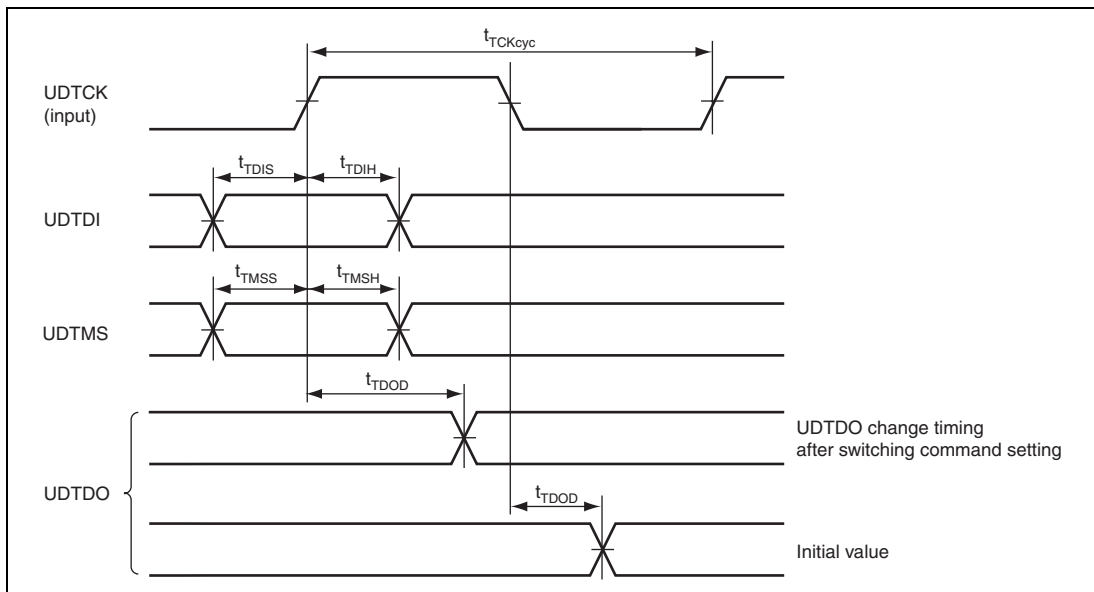 tTCKcyc
UDTCK
(input)
tTDIS
tTDIH
UDTDI
tTMSS
tTMSH
UDTMS
tTDOD
UDTDO change timing
after switching command setting
UDTDO
tTDOD
Initial value